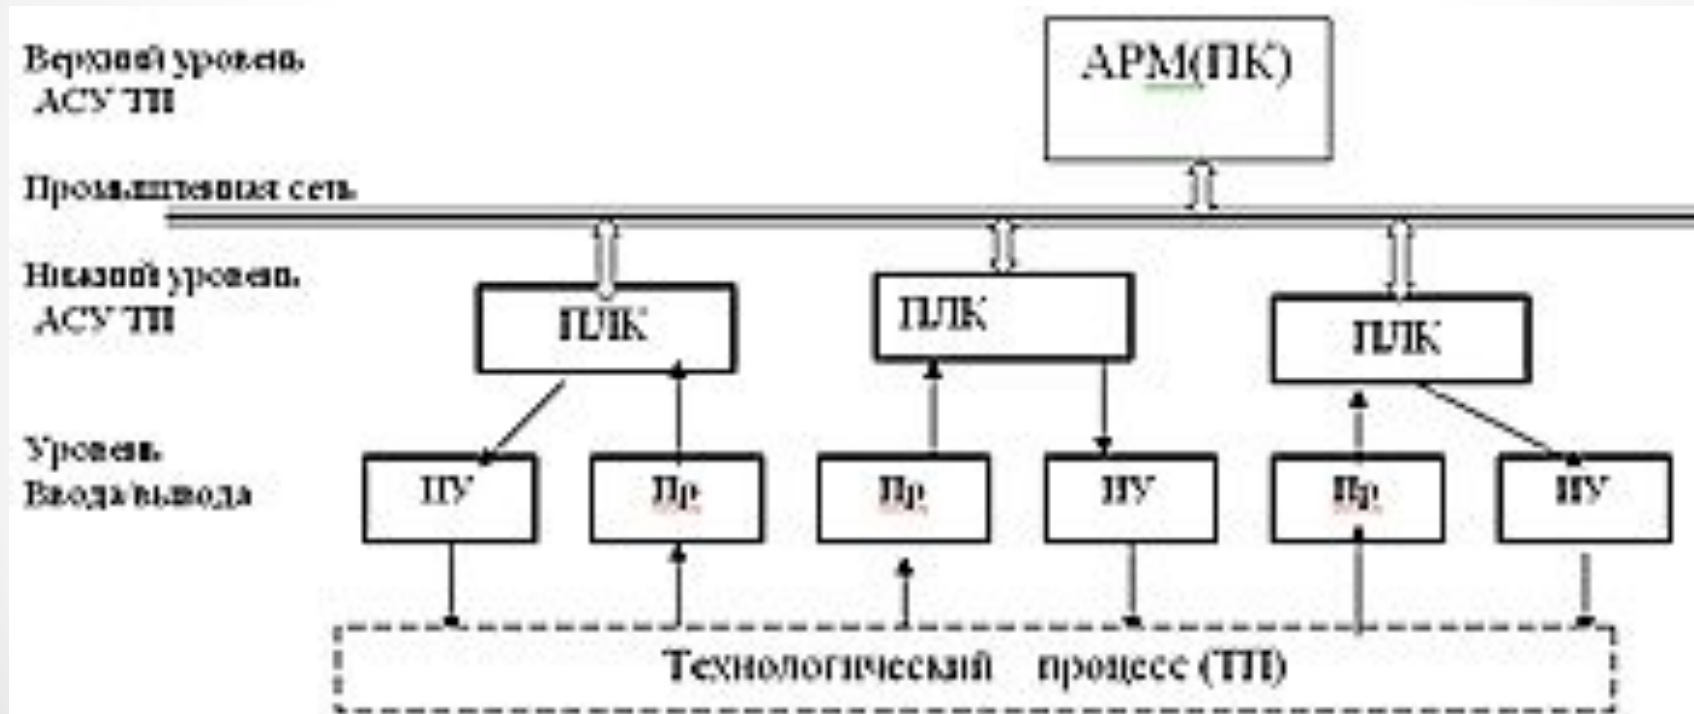 Верхний уровень
АСУ ТП
АРМ(ПК)
Промышленная сеть
Нижний уровень
АСУ ТП
ПЛК
ПЛК
ПЛК
Уровень
Ввода/вывода
ИУ
Пр
Пр
ИУ
Пр
ИУ
Технологический процесс (ТП)